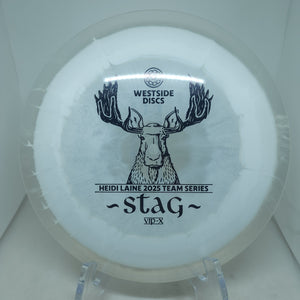 WESTSIDE
DISCS
HEIDI LAINE 2025 TEAM SERIES
~STAG~
VIP-X